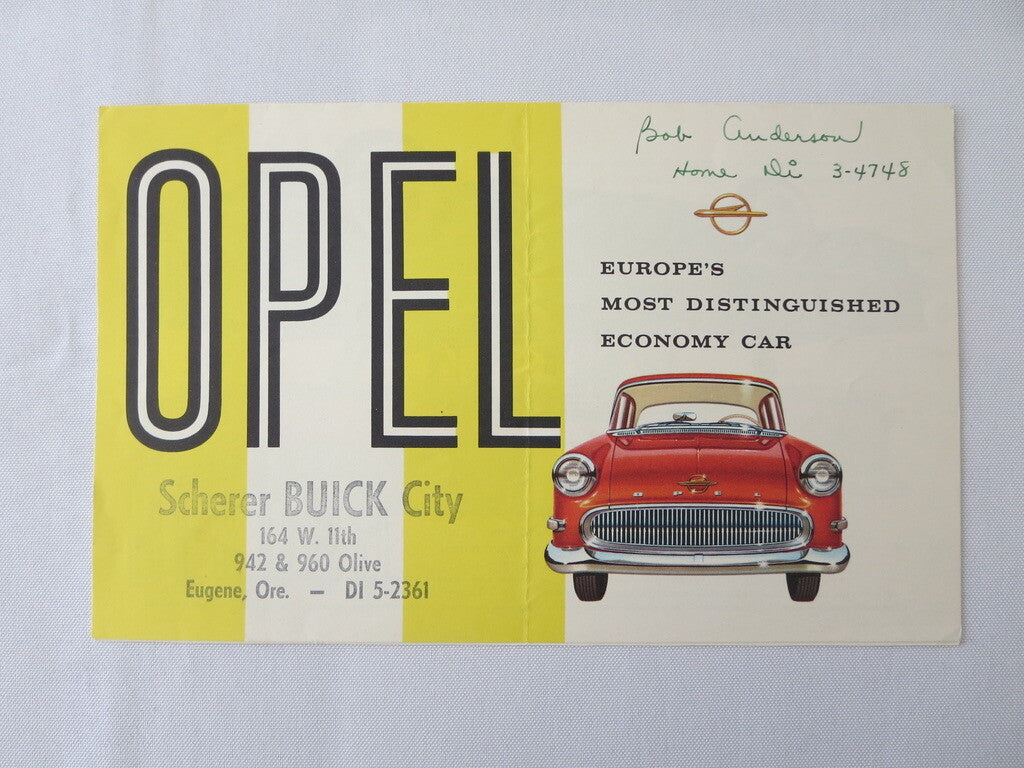 OPEL
Scherer BUICK City
164 W. 11th
942 & 960 Olive
Eugene, Ore. — DI 5-2361
Bob Anderson
Home Di 3-4748
EUROPE'S
MOST DISTINGUISHED
ECONOMY CAR
OPEL